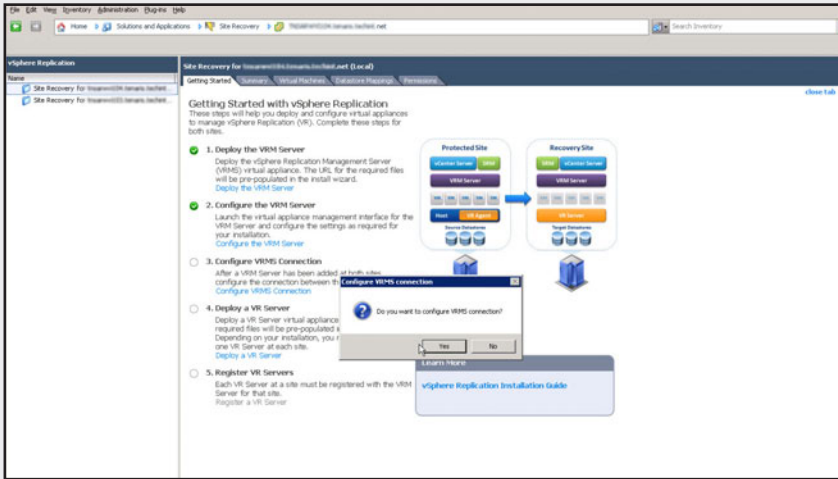 File Edit View Inventory Administration Plug-ins Help
Home Solutions and Applications Site Recovery .net Search Inventory
vSphere Replication
Name
Site Recovery for
Site Recovery for
Site Recovery for .net (Local)
Getting Started Summary Virtual Machines Datastore Mappings Permissions
close tab
Getting Started with vSphere Replication
These steps will help you deploy and configure virtual appliances
to manage vSphere Replication (VR). Complete these steps for
both sites.
1. Deploy the VRM Server
Deploy the vSphere Replication Management Server
(VRMS) virtual appliance. The URL for the required files
will be pre-populated in the install wizard.
Deploy the VRM Server
2. Configure the VRM Server
Launch the virtual appliance management interface for the
VRM Server and configure the settings as required for
your installation.
Configure the VRM Server
3. Configure VRMS Connection
After a VRM Server has been added at both sites,
configure the connection between
Configure VRMS Connection
4. Deploy a VR Server
Deploy a VR Server virtual appliance
required files will be pre-populated
Depending on your installation, you
one VR Server at each site.
Deploy a VR Server
5. Register VR Servers
Each VR Server at a site must be registered with the VRM
Server for that site.
Register a VR Server
Protected Site Recovery Site
vCenter Server SRM SRM vCenter Server
VRM Server VRM Server
Host VR Agent VR Server
Source Datastores Target Datastores
Configure VRMS connection
Do you want to configure VRMS connection?
Yes No
Learn More
vSphere Replication Installation Guide